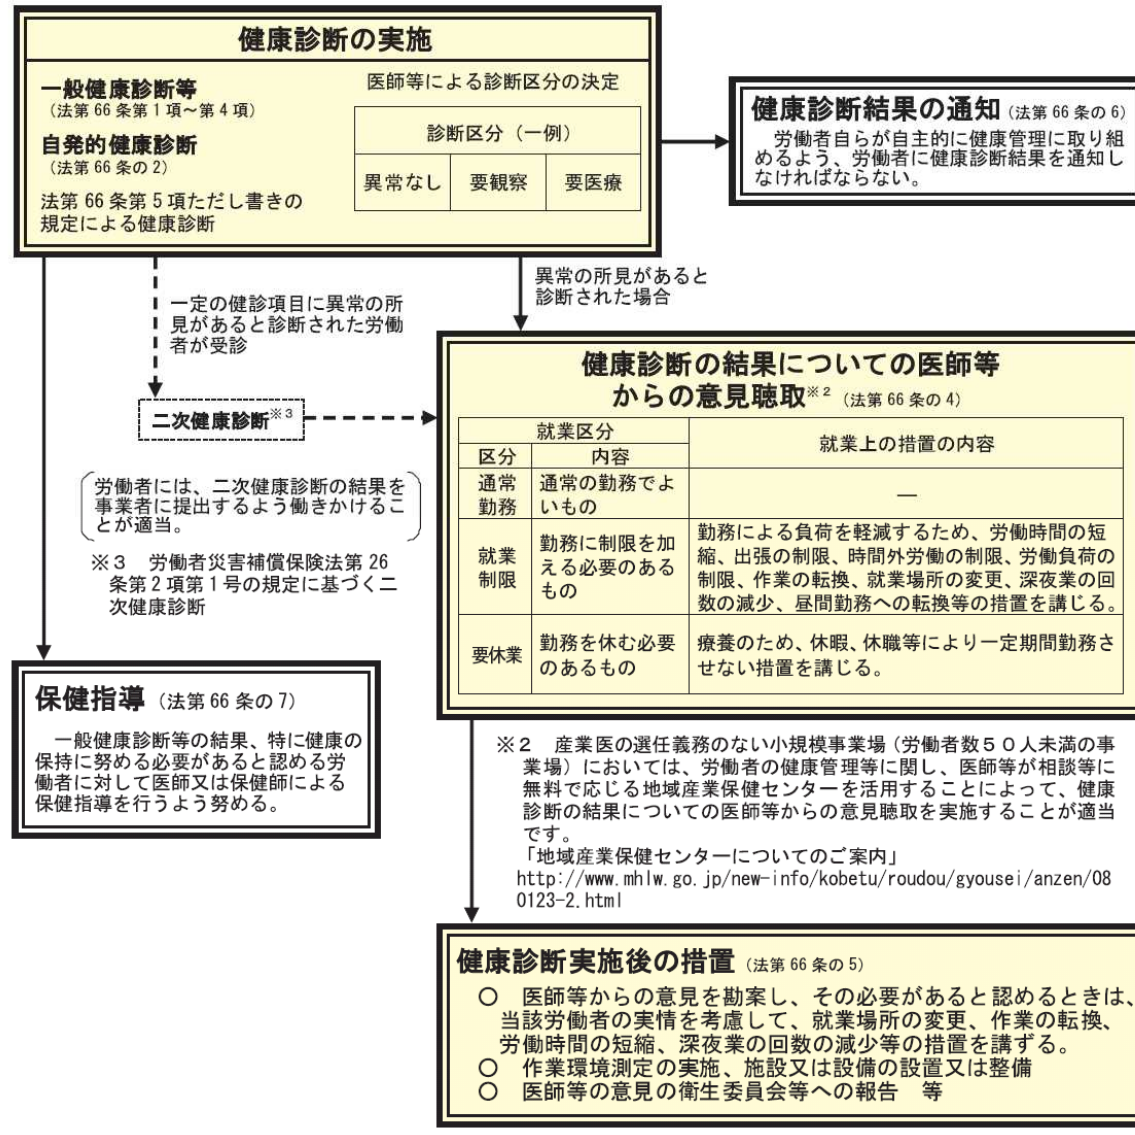 健康診断の実施
一般健康診断等
（法第66条第1項～第4項）
自発的健康診断
（法第66条の2）
法第66条第5項ただし書きの
規定による健康診断
医師等による診断区分の決定
診断区分（一例）
異常なし 要観察 要医療
健康診断結果の通知（法第66条の6）
労働者自らが自主的に健康管理に取り組
めるよう、労働者に健康診断結果を通知し
なければならない。
異常の所見があると
診断された場合
一定の健診項目に異常の所
見があると診断された労働
者が受診
二次健康診断※3
労働者には、二次健康診断の結果を
事業者に提出するよう働きかけるこ
とが適当。
※３　労働者災害補償保険法第26
条第2項第1号の規定に基づく二
次健康診断
健康診断の結果についての医師等
からの意見聴取※2（法第66条の4）
就業区分
就業上の措置の内容
区分 内容
通常
勤務
通常の勤務でよ
いもの
―
就業
制限
勤務に制限を加
える必要のある
もの
勤務による負荷を軽減するため、労働時間の短
縮、出張の制限、時間外労働の制限、労働負荷の
制限、作業の転換、就業場所の変更、深夜業の回
数の減少、昼間勤務への転換等の措置を講じる。
要休業
勤務を休む必要
のあるもの
療養のため、休暇、休職等により一定期間勤務さ
せない措置を講じる。
保健指導（法第66条の7）
一般健康診断等の結果、特に健康の
保持に努める必要があると認める労
働者に対して医師又は保健師による
保健指導を行うよう努める。
※２　産業医の選任義務のない小規模事業場（労働者数５０人未満の事
業場）においては、労働者の健康管理等に関し、医師等が相談等に
無料で応じる地域産業保健センターを活用することによって、健康
診断の結果についての医師等からの意見聴取を実施することが適当
です。
「地域産業保健センターについてのご案内」
http://www.mhlw.go.jp/new-info/kobetu/roudou/gyousei/anzen/08
0123-2.html
健康診断実施後の措置（法第66条の5）
○　医師等からの意見を勘案し、その必要があると認めるときは、
当該労働者の実情を考慮して、就業場所の変更、作業の転換、
労働時間の短縮、深夜業の回数の減少等の措置を講ずる。
○　作業環境測定の実施、施設又は設備の設置又は整備
○　医師等の意見の衛生委員会等への報告　等